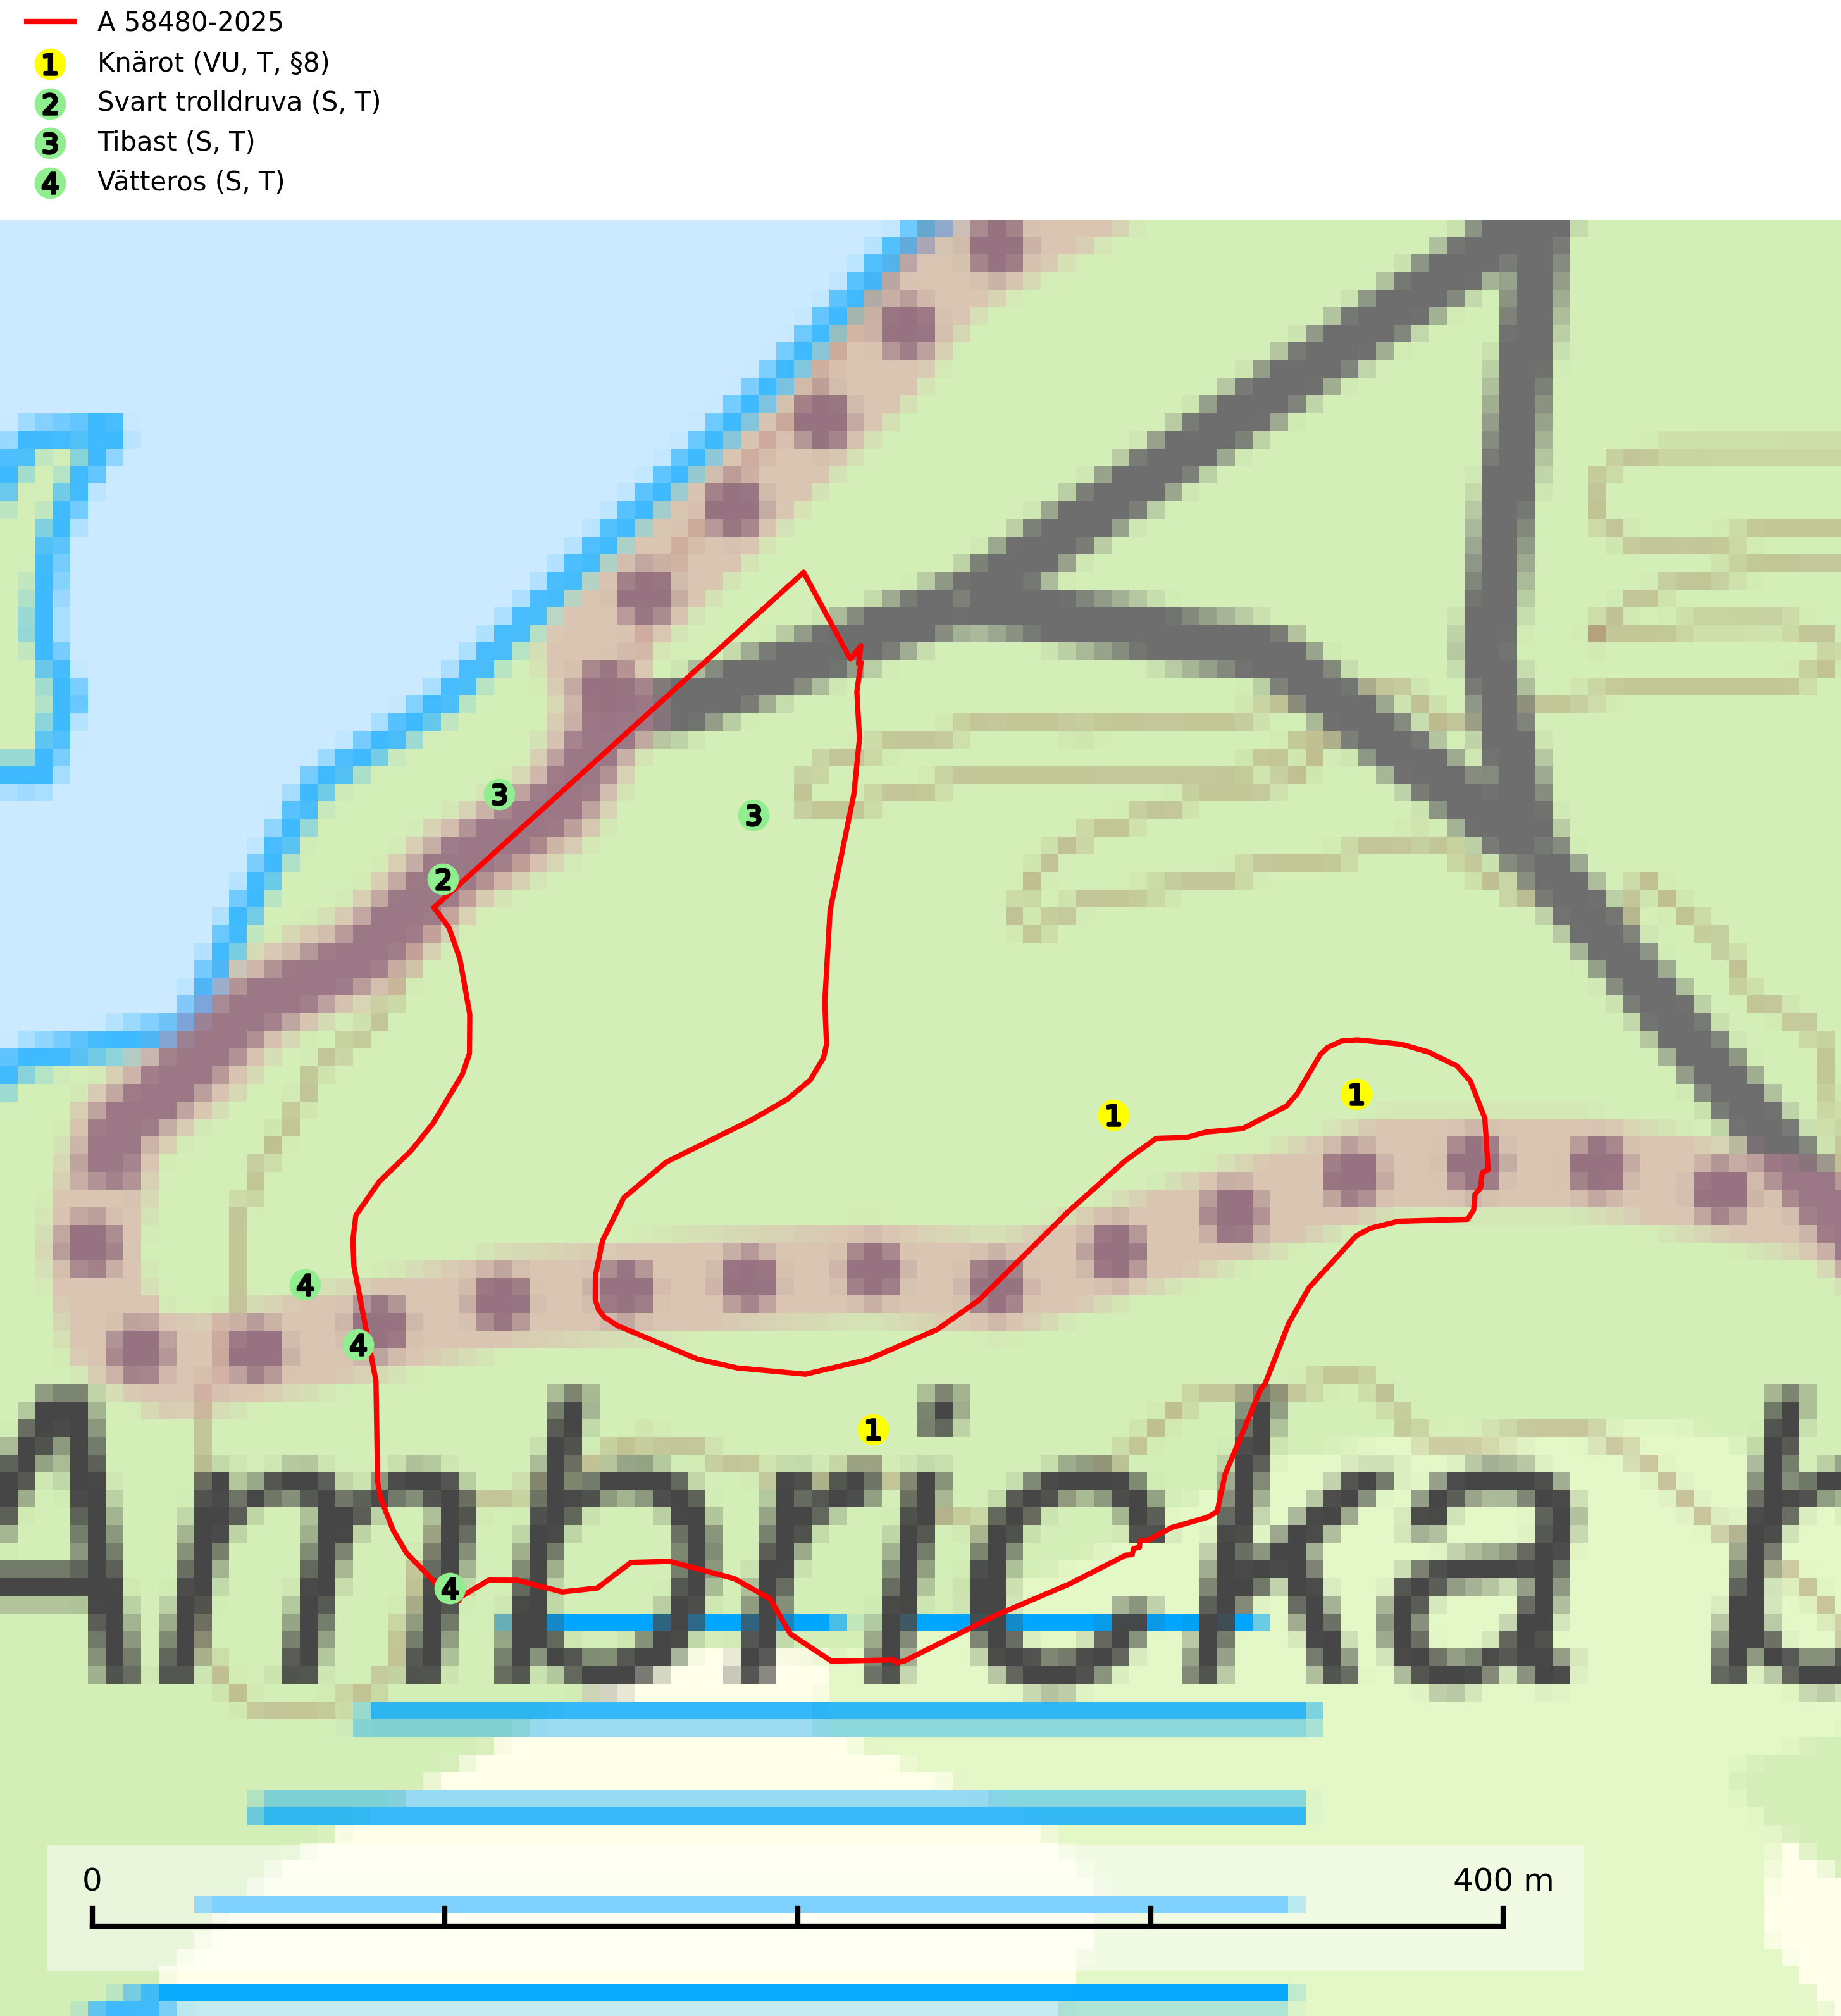 A 58480-2025
1 Knärot (VU, T, §8)
2 Svart trolldruva (S, T)
3 Tibast (S, T)
4 Vätteros (S, T)
3
3
2
1
1
4
4
1
Ambricka
4
0 400 m